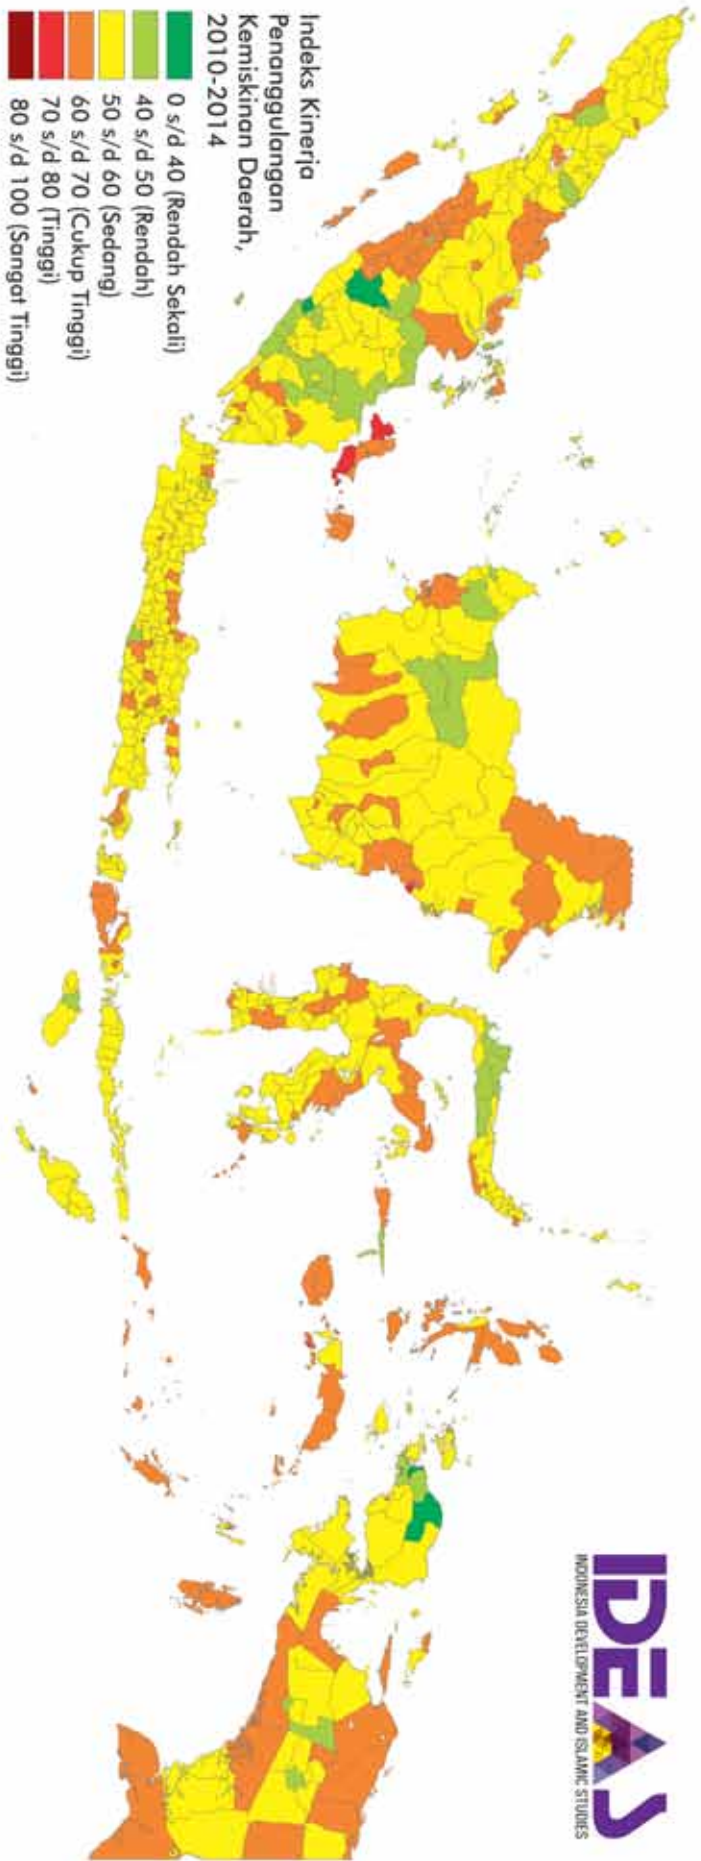 Indeks Kinerja
Penanggulangan
Kemiskinan Daerah,
2010-2014
0 s/d 40 (Rendah Sekali)
40 s/d 50 (Rendah)
50 s/d 60 (Sedang)
60 s/d 70 (Cukup Tinggi)
70 s/d 80 (Tinggi)
80 s/d 100 (Sangat Tinggi)
IDEAS
INDONESIA DEVELOPMENT AND ISLAMIC STUDIES